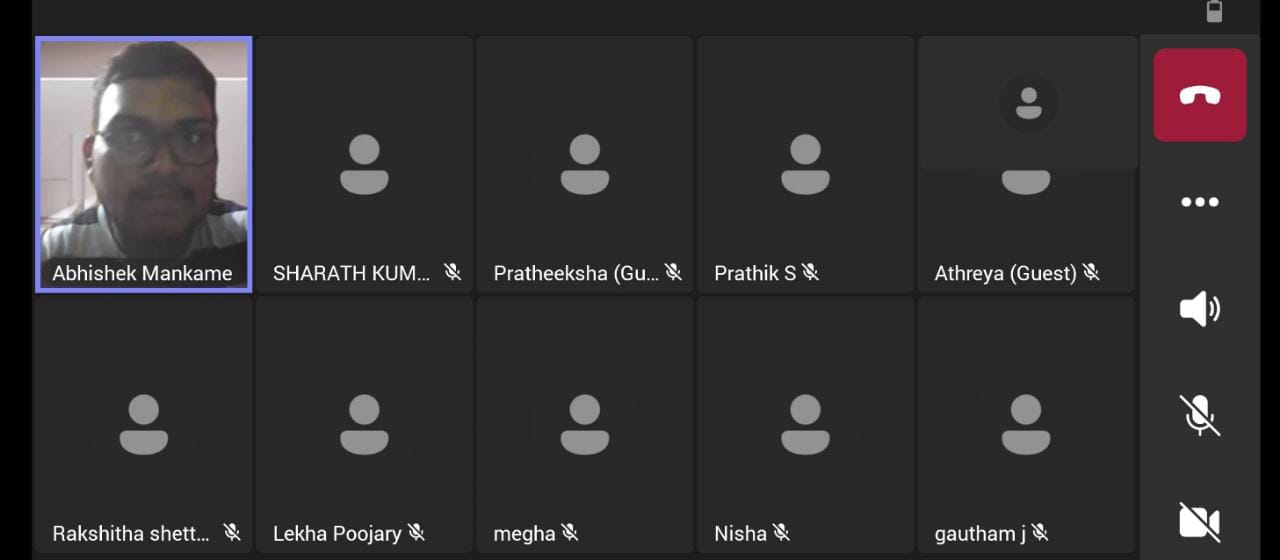 Abhishek Mankame
SHARATH KUM...
Pratheeksha (Gu...
Prathik S
Athreya (Guest)
Rakshitha shett...
Lekha Poojary
megha
Nisha
gautham j